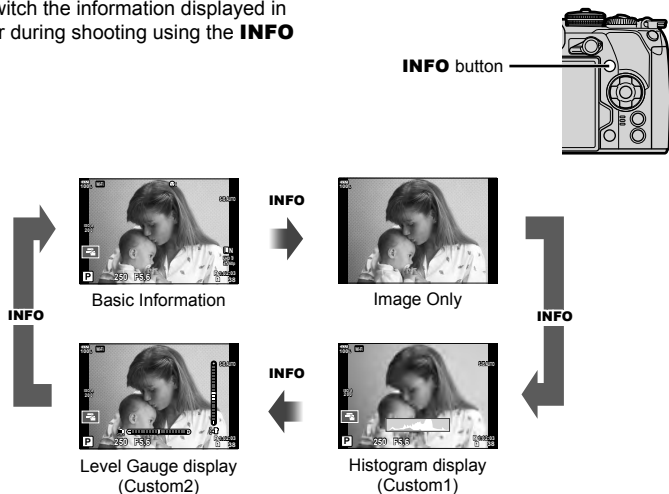 witch the information displayed in
r during shooting using the INFO
INFO button
INFO
Basic Information
Image Only
INFO
INFO
P 250 F5.6
INFO
P 250 F5.6
Level Gauge display
(Custom2)
Histogram display
(Custom1)
P 250 F5.6